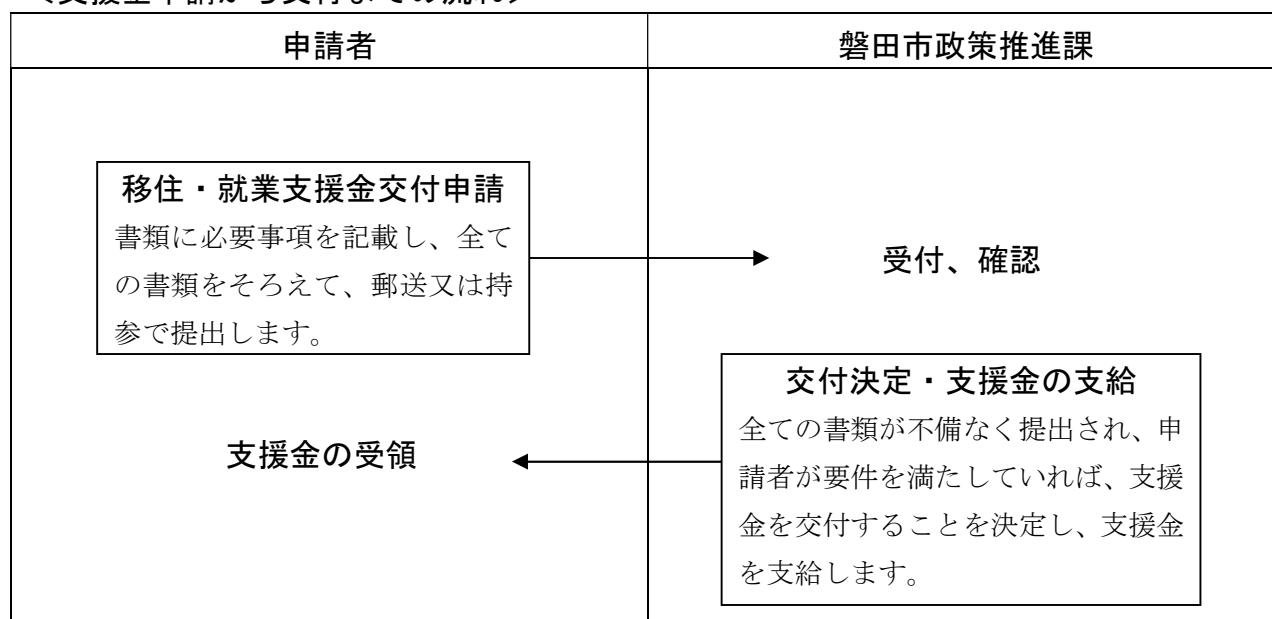 申請者
磐田市政策推進課
移住・就業支援金交付申請
書類に必要事項を記載し、全て
の書類をそろえて、郵送又は持
参で提出します。
受付、確認
交付決定・支援金の支給
全ての書類が不備なく提出され、申
請者が要件を満たしていれば、支援
金を交付することを決定し、支援金
を支給します。
支援金の受領